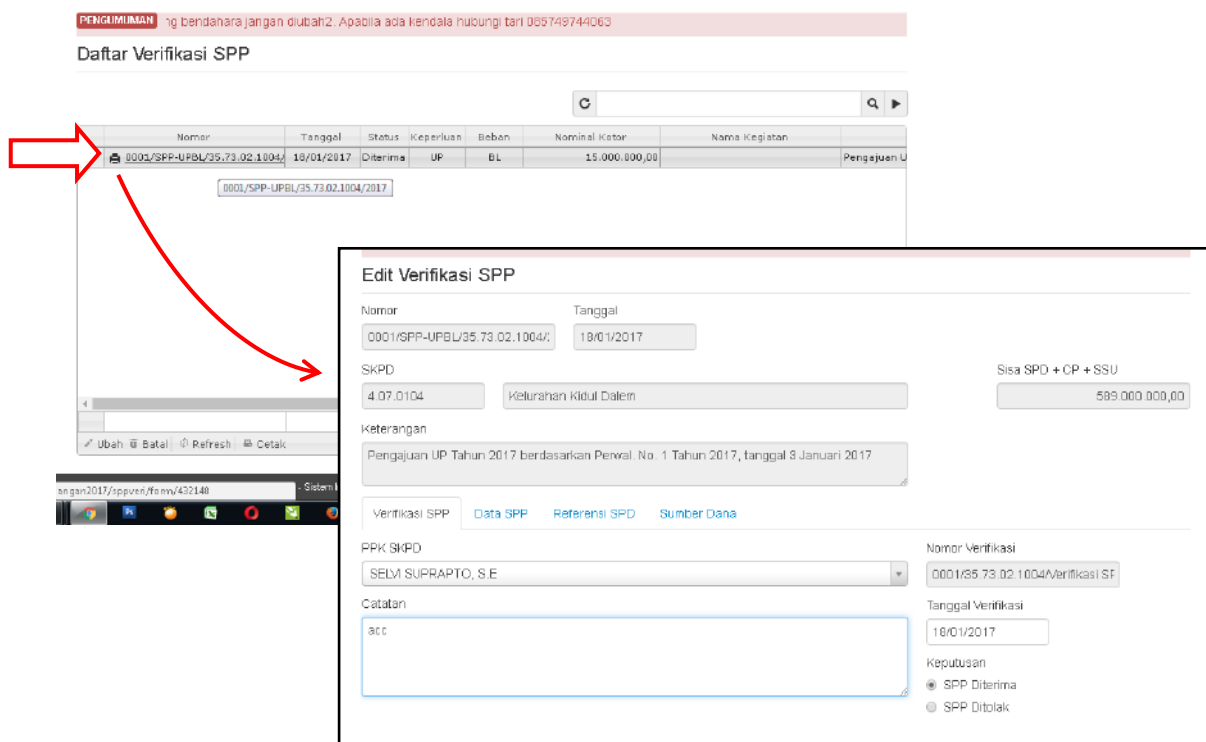 PENGUMUMAN ng bendahara jangan diubah2. Apabila ada kendala hubungi tari 085749744063
Daftar Verifikasi SPP
Nomor Tanggal Status Keperluan Beban Nominal Kotor Nama Kegiatan
0001/SPP-UPBL/35.73.02.1004/ 18/01/2017 Diterima UP BL 15.000.000,00 Pengajuan U
0001/SPP-UPBL/35.73.02.1004/2017
Ubah Batal Refresh Cetak
angan2017/sppveri/form/432148
- Sistem I
Edit Verifikasi SPP
Nomor Tanggal
0001/SPP-UPBL/35.73.02.1004/2 18/01/2017
SKPD Sisa SPD + CP + SSU
4.07.0104 Kelurahan Kidul Dalem 589.000.000,00
Keterangan
Pengajuan UP Tahun 2017 berdasarkan Perwal. No. 1 Tahun 2017, tanggal 3 Januari 2017
Verifikasi SPP Data SPP Referensi SPD Sumber Dana
PPK SKPD Nomor Verifikasi
SELVI SUPRAPTO, S.E 0001/35.73.02.1004/Verifikasi SF
Catatan Tanggal Verifikasi
acc 18/01/2017
Keputusan
SPP Diterima
SPP Ditolak